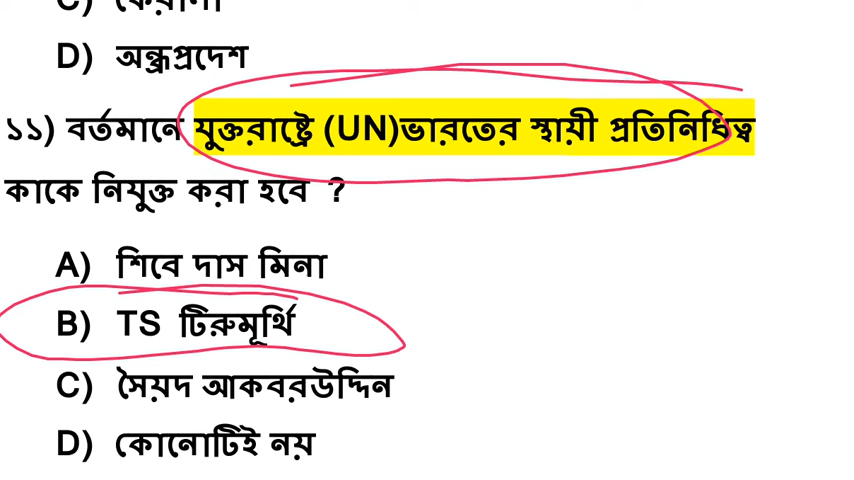 C) কেরালা
D) অন্ধ্রপ্রদেশ
১১) বর্তমানে যুক্তরাষ্ট্রে (UN)ভারতের স্থায়ী প্রতিনিধিত্ব
কাকে নিযুক্ত করা হবে ?
A) শিবে দাস মিনা
B) TS টিরুমূর্থি
C) সৈয়দ আকবরউদ্দিন
D) কোনোটিই নয়